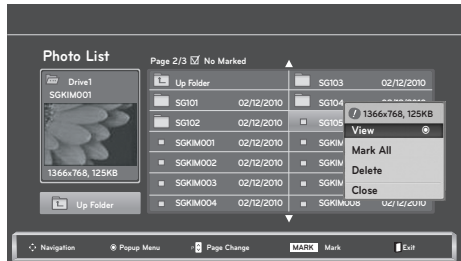 Photo List
Page 2/3 No Marked
Drive1
SGKIM001
1366x768, 125KB
Up Folder
Up Folder
SG101 02/12/2010
SG102 02/12/2010
SGKIM001 02/12/2010
SGKIM002 02/12/2010
SGKIM003 02/12/2010
SGKIM004 02/12/2010
SG103 02/12/2010
SG104 02/12/2010
SG105
SGKIM
SGKIM
SGKIM
SGKIM008 02/12/2010
1366x768, 125KB
View
Mark All
Delete
Close
Navigation Popup Menu Page Change MARK Mark Exit